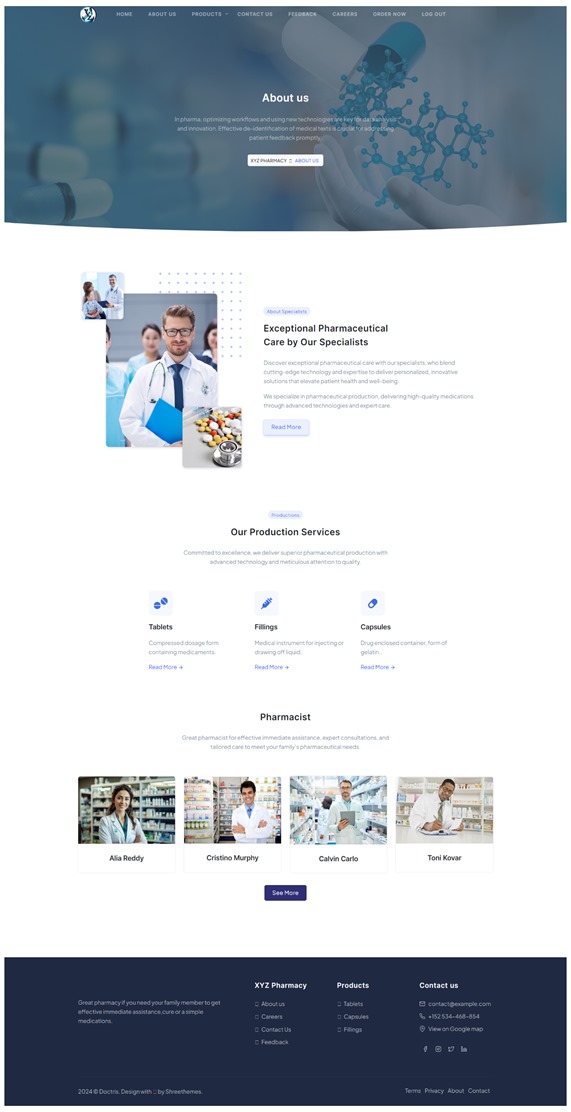 HOME ABOUT US PRODUCTS CONTACT US FEEDBACK CAREERS ORDER NOW LOG OUT
About us
In pharma, optimizing workflows and using new technologies are key for data analysis
and innovation. Effective de-identification of medical texts is crucial for addressing
patient feedback promptly.
XYZ PHARMACY ABOUT US
About Specialists
Exceptional Pharmaceutical
Care by Our Specialists
Discover exceptional pharmaceutical care with our specialists, who blend
cutting-edge technology and expertise to deliver personalized, innovative
solutions that elevate patient health and well-being.
We specialize in pharmaceutical production, delivering high-quality medications
through advanced technologies and expert care.
Read More
Productions
Our Production Services
Committed to excellence, we deliver superior pharmaceutical production with
advanced technology and meticulous attention to quality.
Tablets Fillings Capsules
Compressed dosage form Medical instrument for injecting or Drug enclosed container, form of
containing medicaments. drawing off liquid. gelatin.
Read More → Read More → Read More →
Pharmacist
Great pharmacist for effective immediate assistance, expert consultations, and
tailored care to meet your family's pharmaceutical needs.
Alia Reddy Cristino Murphy Calvin Carlo Toni Kovar
See More
XYZ Pharmacy Products Contact us
Great pharmacy if you need your family member to get
effective immediate assistance,cure or a simple
medications.
About us
Careers
Contact Us
Feedback
Tablets
Capsules
Fillings
contact@example.com
+152 534-468-854
View on Google map
2024 © Doctris. Design with by Shreethemes. Terms Privacy About Contact